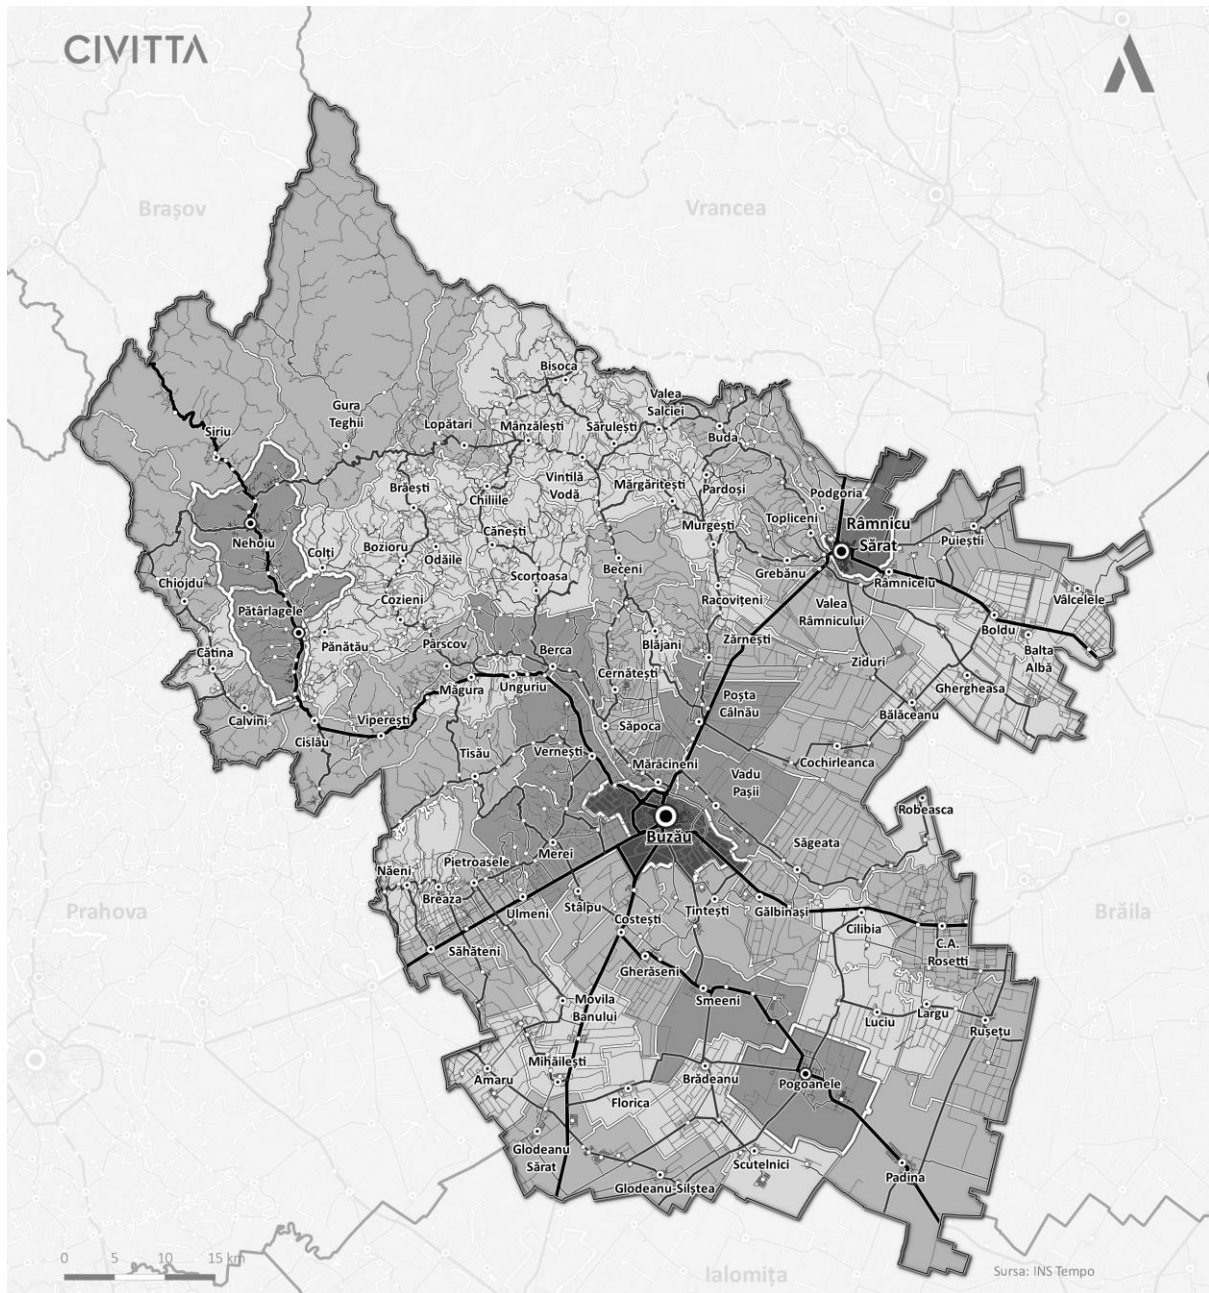 CIVITTA
Brașov
Vrancea
Bisoca
Valea
Salciei
Gura
Teghii
Lopătari
Mânzălești
Sărulești
Buda
Siriu
Vintilă
Vodă
Brăești
Chiliile
Mărgăritești
Pardoși
Podgoria
Topliceni
Râmnicu
Sărat
Murgești
Puieștii
Nehoiu
Colți
Bozioru
Odăile
Cănești
Scorțoasa
Beceni
Grebănu
Râmnicelu
Chiojdu
Cozieni
Racovițeni
Valea
Râmnicului
Vâlcelele
Boldu
Pătârlagele
Pănătău
Pârscov
Berca
Blăjani
Zărnești
Balta
Albă
Cătina
Măgura
Unguriu
Cernătești
Ziduri
Ghergheasa
Calvini
Cislău
Viperești
Săpoca
Poșta
Câlnău
Bălăceanu
Tisău
Vernești
Mărăcineni
Vadu
Pașii
Cochirleanca
Robeasca
Buzău
Săgeata
Merei
Pietroasele
Năeni
Breaza
Ulmeni
Stâlpu
Costești
Țintești
Gălbinași
Cilibia
C.A.
Rosetti
Prahova
Brăila
Săhăteni
Gherăseni
Smeeni
Movila
Banului
Luciu
Largu
Rușețu
Mihăilești
Amaru
Brădeanu
Pogoanele
Florica
Glodeanu
Sărat
Scutelnici
Padina
Glodeanu-Siliștea
0 5 10 15 km
Ialomița
Sursa: INS Tempo